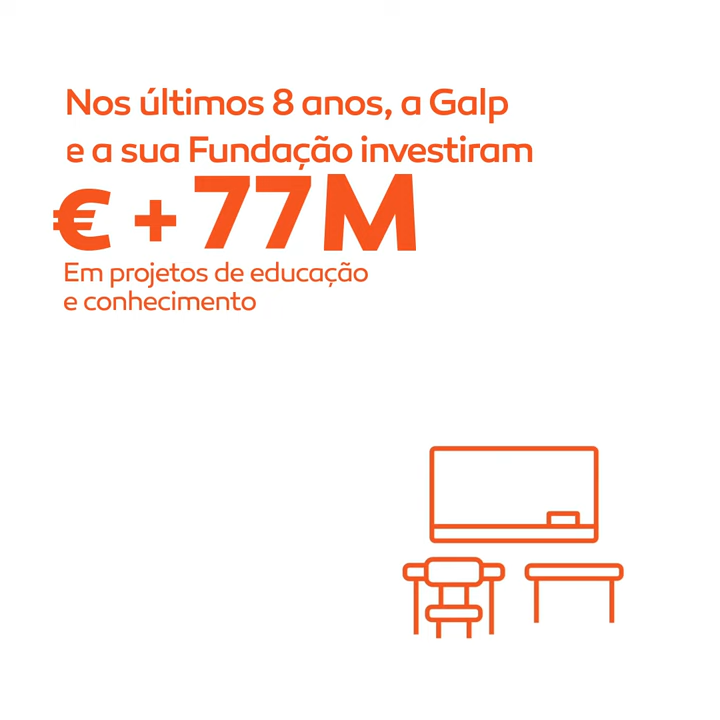 Nos últimos 8 anos, a Galp
e a sua Fundação investiram
€ + 77M
Em projetos de educação
e conhecimento